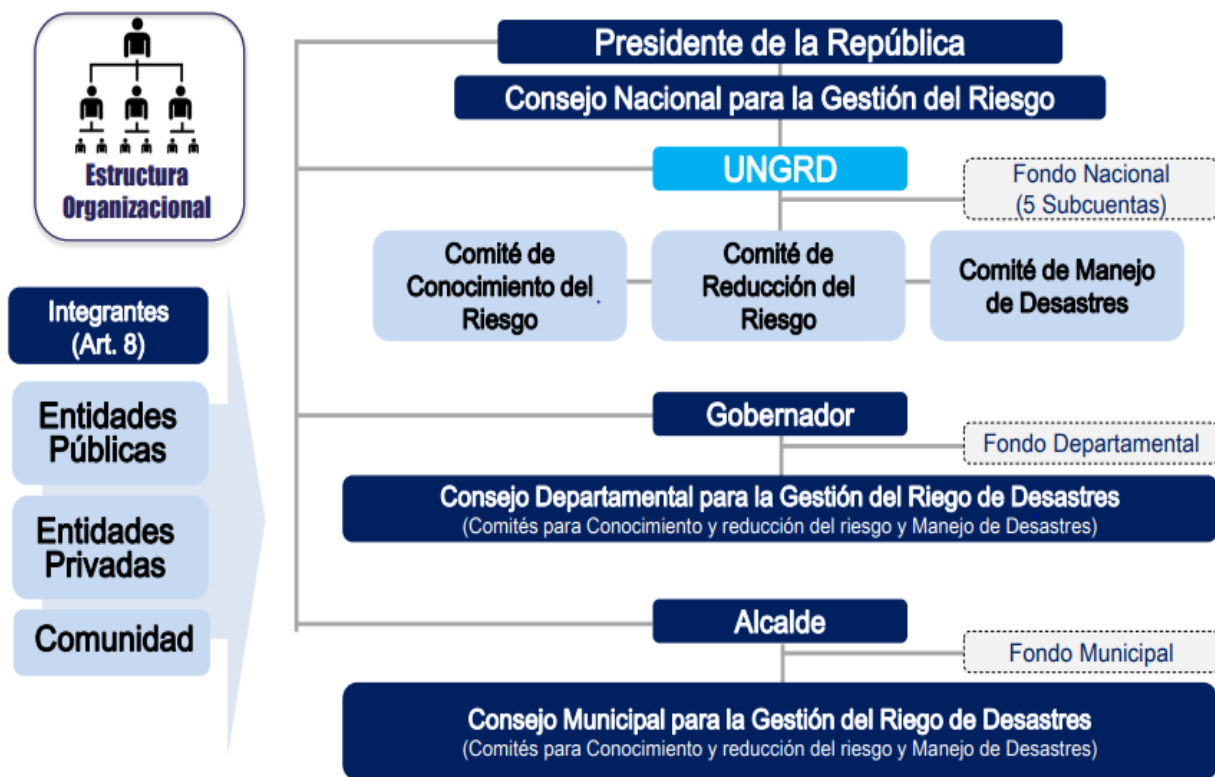 Estructura
Organizacional
Presidente de la República
Consejo Nacional para la Gestión del Riesgo
UNGRD
Fondo Nacional
(5 Subcuentas)
Comité de
Conocimiento del
Riesgo
Comité de
Reducción del
Riesgo
Comité de Manejo
de Desastres
Integrantes
(Art. 8)
Entidades
Públicas
Entidades
Privadas
Comunidad
Gobernador
Fondo Departamental
Consejo Departamental para la Gestión del Riego de Desastres
(Comités para Conocimiento y reducción del riesgo y Manejo de Desastres)
Alcalde
Fondo Municipal
Consejo Municipal para la Gestión del Riego de Desastres
(Comités para Conocimiento y reducción del riesgo y Manejo de Desastres)